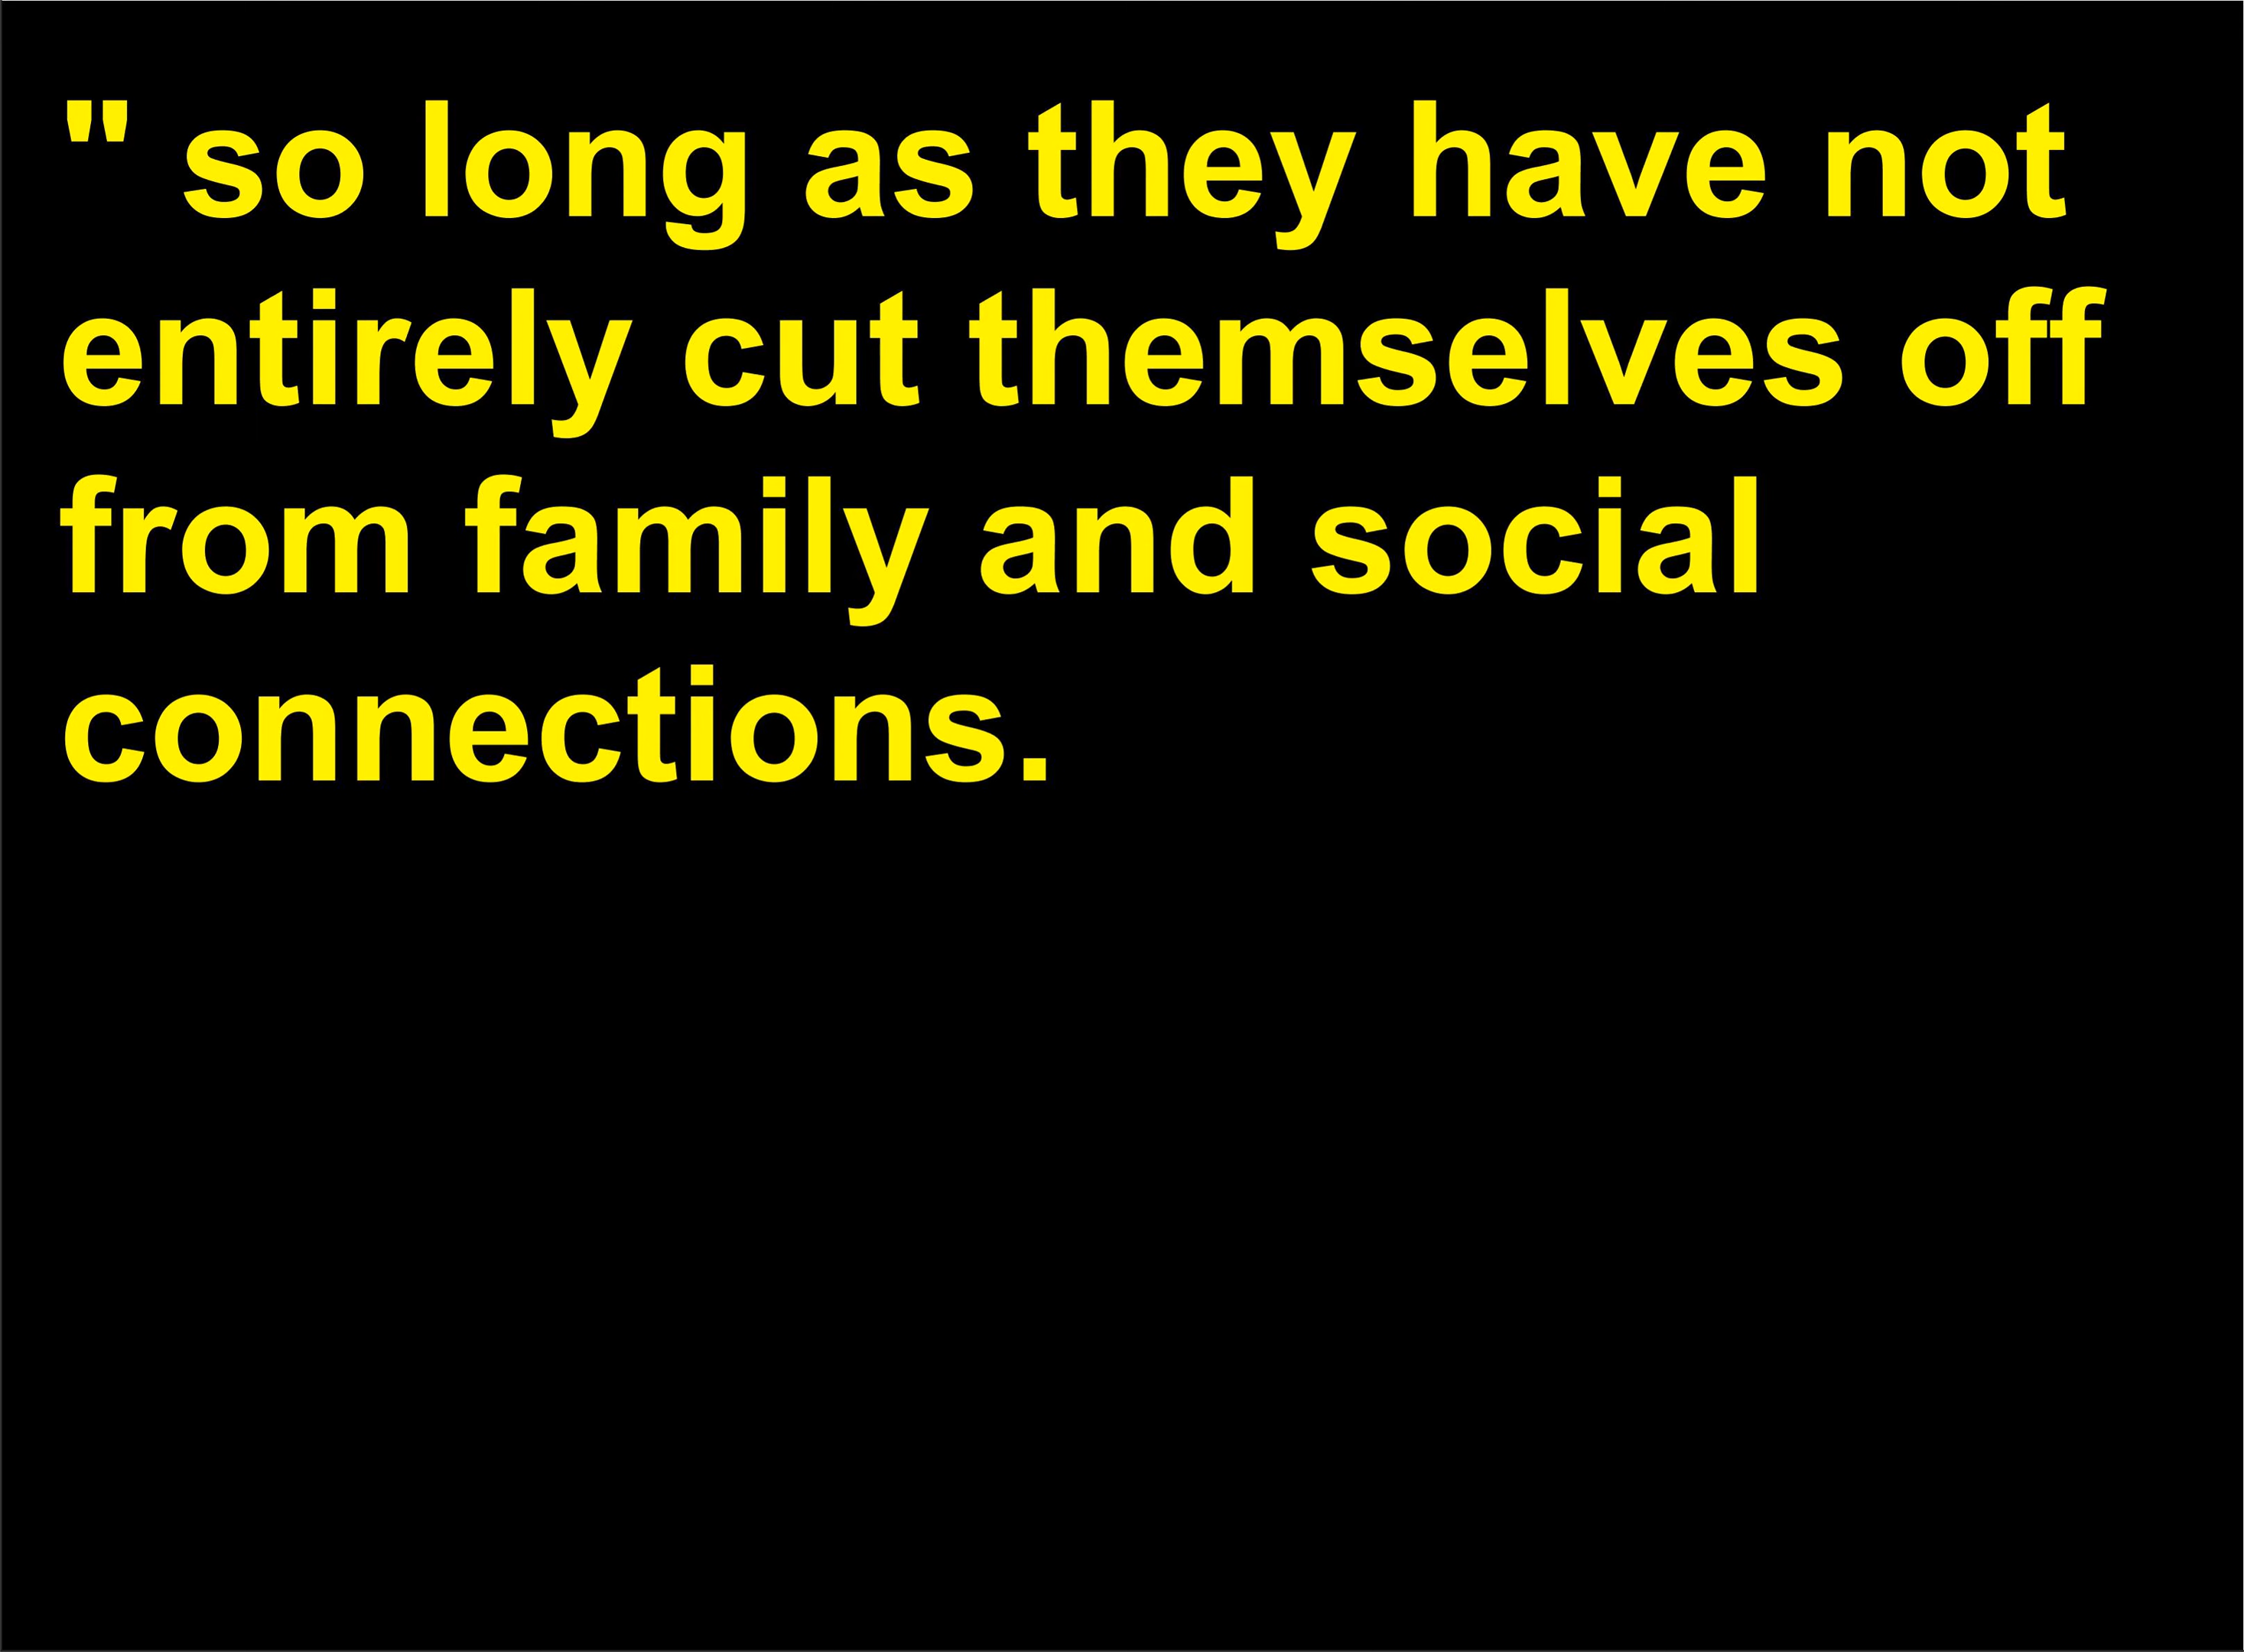 " so long as they have not
entirely cut themselves off
from family and social
connections.